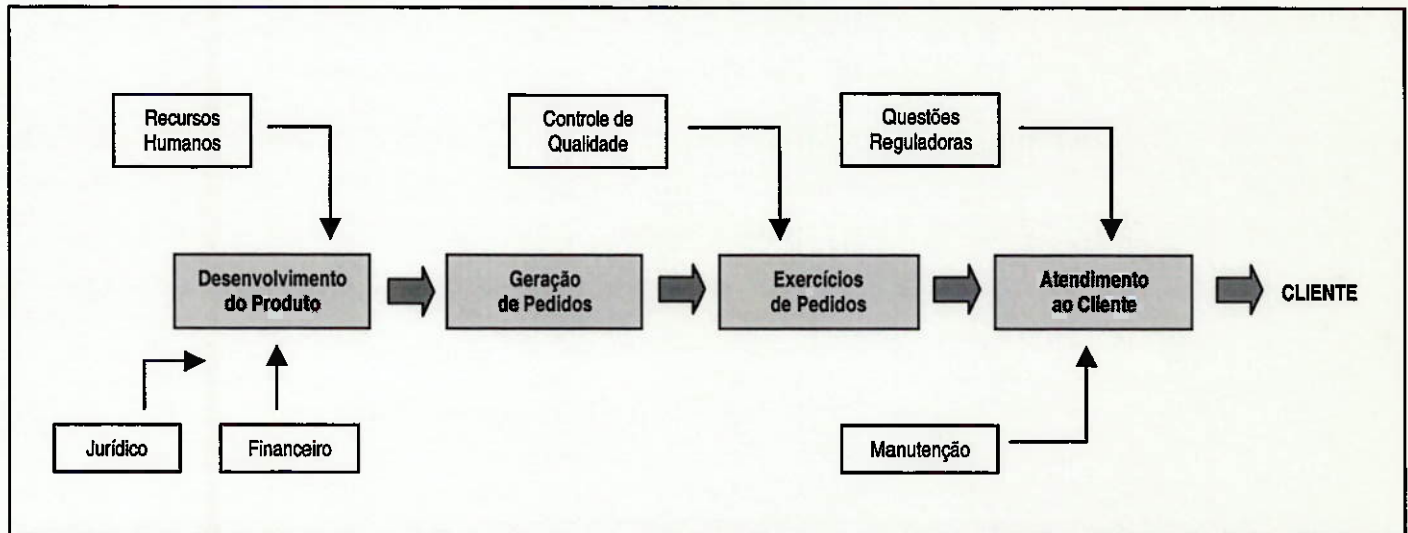 Recursos
Humanos
Controle de
Qualidade
Questões
Reguladoras
Desenvolvimento
do Produto
Geração
de Pedidos
Exercícios
de Pedidos
Atendimento
ao Cliente
CLIENTE
Jurídico
Financeiro
Manutenção